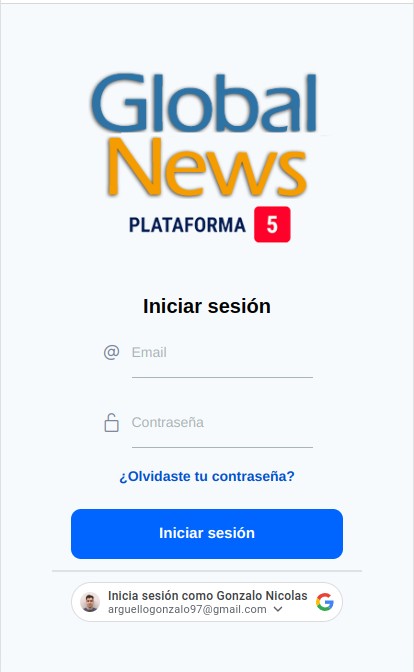 Global
News
PLATAFORMA 5
Iniciar sesión
@ Email
Contraseña
¿Olvidaste tu contraseña?
Iniciar sesión
Inicia sesión como Gonzalo Nicolas
arguellogonzalo97@gmail.com
G